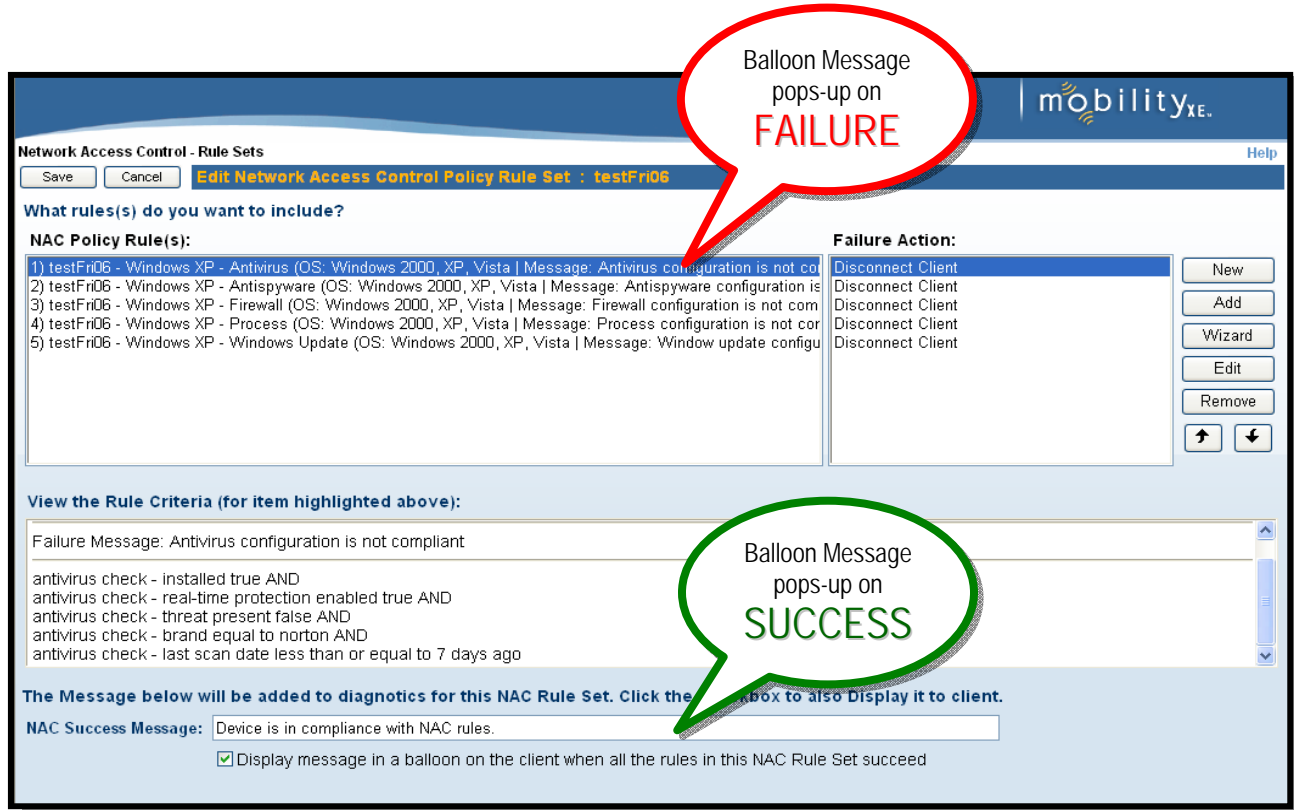 Balloon Message
pops-up on
FAILURE
mobilityXE™
Network Access Control - Rule Sets
Help
Save Cancel Edit Network Access Control Policy Rule Set : testFri06
What rules(s) do you want to include?
NAC Policy Rule(s): Failure Action:
1) testFri06 - Windows XP - Antivirus (OS: Windows 2000, XP, Vista | Message: Antivirus configuration is not co Disconnect Client
2) testFri06 - Windows XP - Antispyware (OS: Windows 2000, XP, Vista | Message: Antispyware configuration is Disconnect Client
3) testFri06 - Windows XP - Firewall (OS: Windows 2000, XP, Vista | Message: Firewall configuration is not com Disconnect Client
4) testFri06 - Windows XP - Process (OS: Windows 2000, XP, Vista | Message: Process configuration is not cor Disconnect Client
5) testFri06 - Windows XP - Windows Update (OS: Windows 2000, XP, Vista | Message: Window update configu Disconnect Client
New
Add
Wizard
Edit
Remove
View the Rule Criteria (for item highlighted above):
Failure Message: Antivirus configuration is not compliant
antivirus check - installed true AND
antivirus check - real-time protection enabled true AND
antivirus check - threat present false AND
antivirus check - brand equal to norton AND
antivirus check - last scan date less than or equal to 7 days ago
Balloon Message
pops-up on
SUCCESS
The Message below will be added to diagnotics for this NAC Rule Set. Click the kbox to also Display it to client.
NAC Success Message: Device is in compliance with NAC rules.
Display message in a balloon on the client when all the rules in this NAC Rule Set succeed